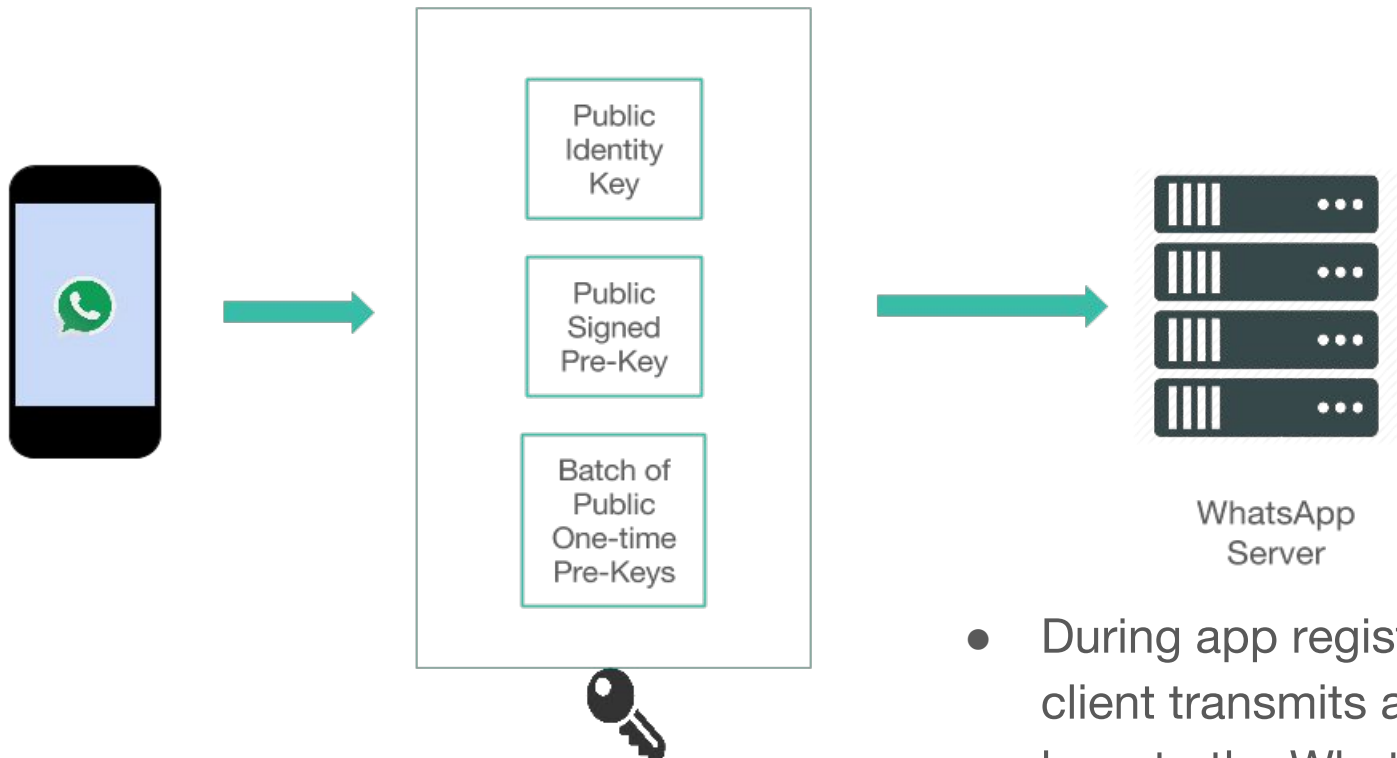 Public
Identity
Key
Public
Signed
Pre-Key
Batch of
Public
One-time
Pre-Keys
WhatsApp
Server
● During app
client transmits